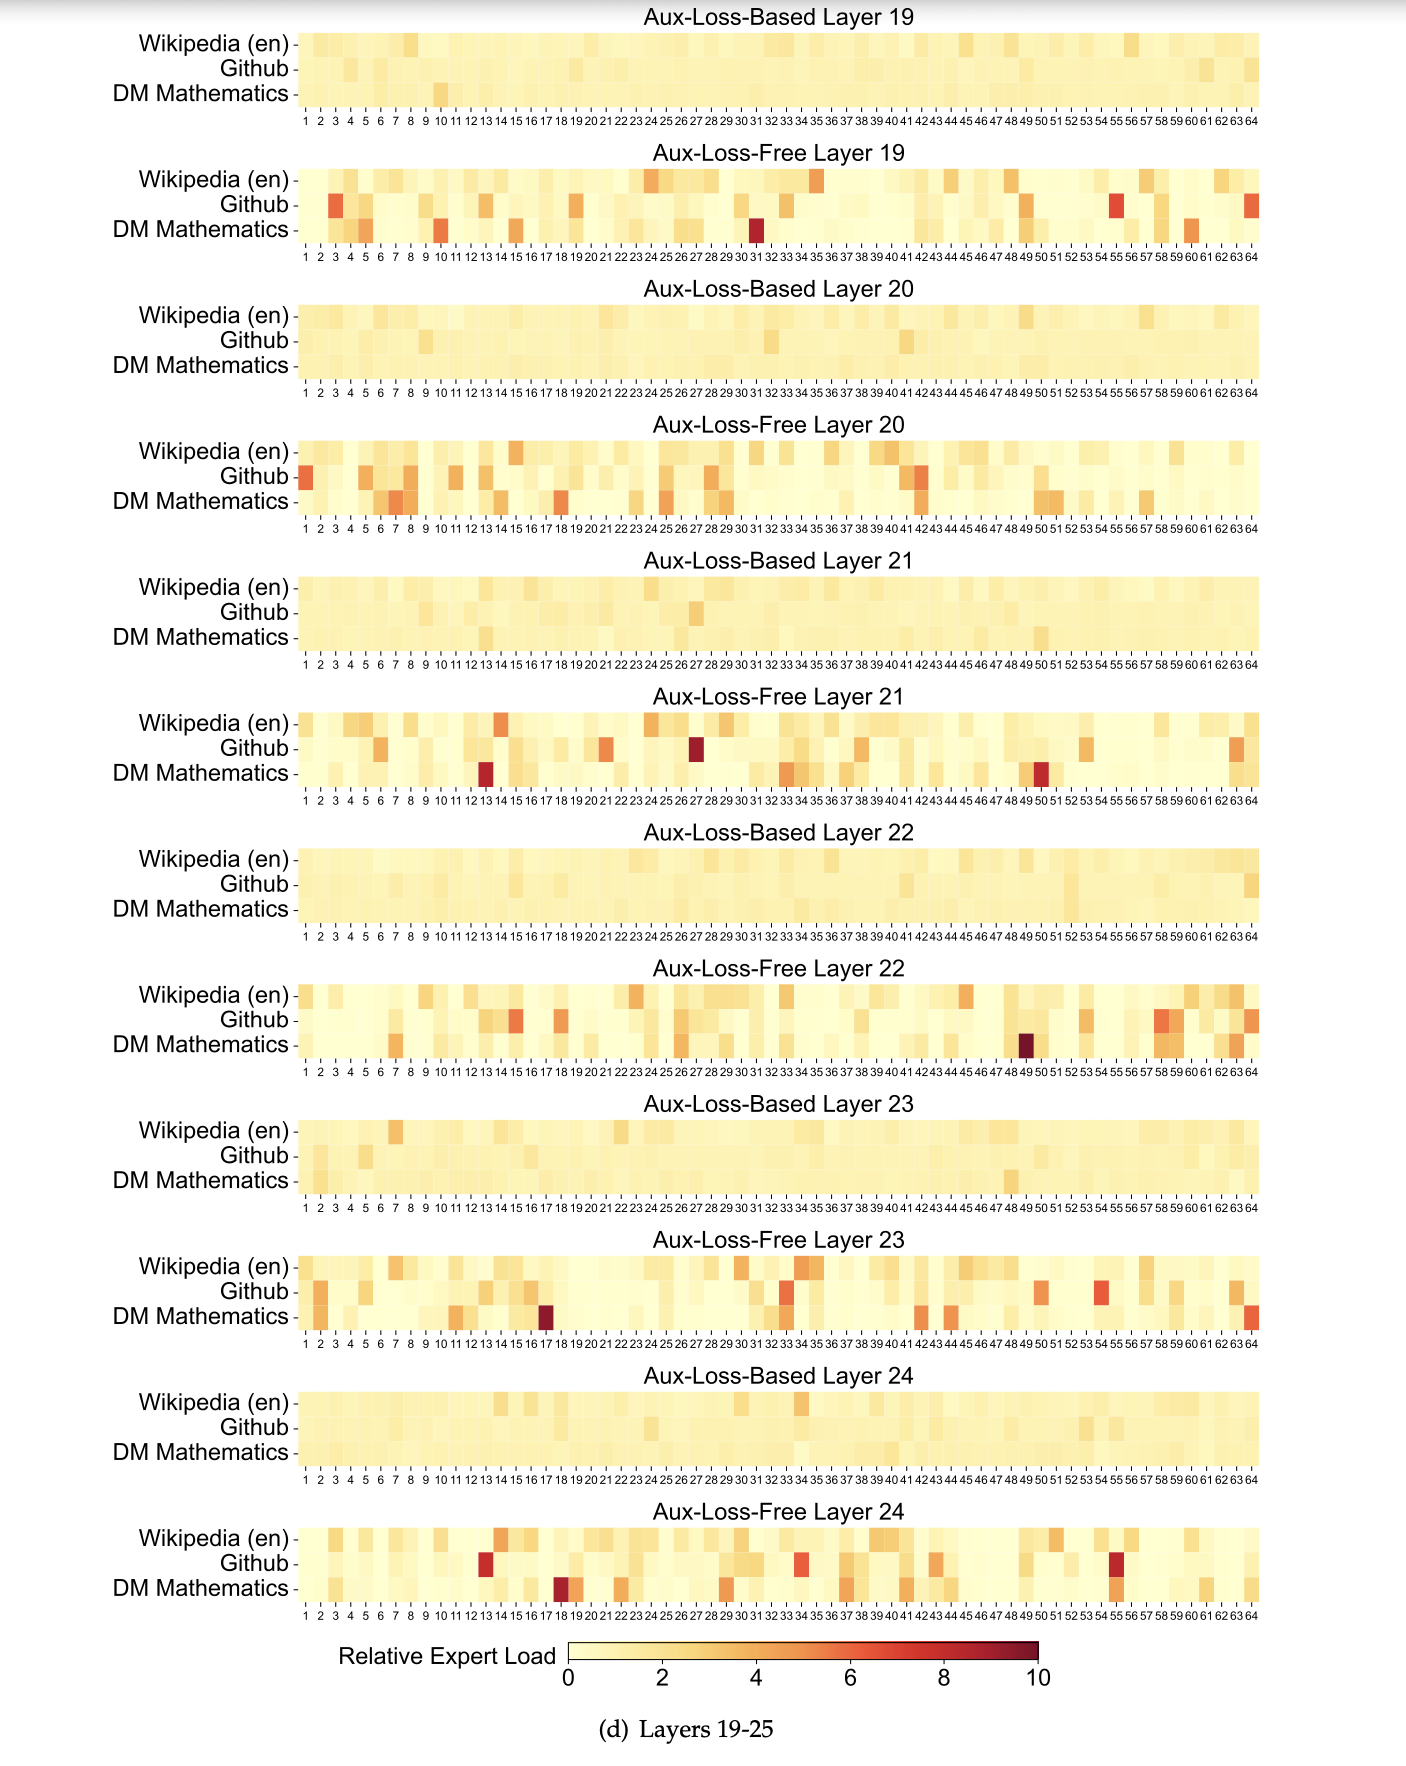 Aux-Loss-Based Layer 19
Wikipedia (en)
Github
DM Mathematics
1 2 3 4 5 6 7 8 9 10 11 12 13 14 15 16 17 18 19 20 21 22 23 24 25 26 27 28 29 30 31 32 33 34 35 36 37 38 39 40 41 42 43 44 45 46 47 48 49 50 51 52 53 54 55 56 57 58 59 60 61 62 63 64
Aux-Loss-Free Layer 19
Wikipedia (en)
Github
DM Mathematics
1 2 3 4 5 6 7 8 9 10 11 12 13 14 15 16 17 18 19 20 21 22 23 24 25 26 27 28 29 30 31 32 33 34 35 36 37 38 39 40 41 42 43 44 45 46 47 48 49 50 51 52 53 54 55 56 57 58 59 60 61 62 63 64
Aux-Loss-Based Layer 20
Wikipedia (en)
Github
DM Mathematics
1 2 3 4 5 6 7 8 9 10 11 12 13 14 15 16 17 18 19 20 21 22 23 24 25 26 27 28 29 30 31 32 33 34 35 36 37 38 39 40 41 42 43 44 45 46 47 48 49 50 51 52 53 54 55 56 57 58 59 60 61 62 63 64
Aux-Loss-Free Layer 20
Wikipedia (en)
Github
DM Mathematics
1 2 3 4 5 6 7 8 9 10 11 12 13 14 15 16 17 18 19 20 21 22 23 24 25 26 27 28 29 30 31 32 33 34 35 36 37 38 39 40 41 42 43 44 45 46 47 48 49 50 51 52 53 54 55 56 57 58 59 60 61 62 63 64
Aux-Loss-Based Layer 21
Wikipedia (en)
Github
DM Mathematics
1 2 3 4 5 6 7 8 9 10 11 12 13 14 15 16 17 18 19 20 21 22 23 24 25 26 27 28 29 30 31 32 33 34 35 36 37 38 39 40 41 42 43 44 45 46 47 48 49 50 51 52 53 54 55 56 57 58 59 60 61 62 63 64
Aux-Loss-Free Layer 21
Wikipedia (en)
Github
DM Mathematics
1 2 3 4 5 6 7 8 9 10 11 12 13 14 15 16 17 18 19 20 21 22 23 24 25 26 27 28 29 30 31 32 33 34 35 36 37 38 39 40 41 42 43 44 45 46 47 48 49 50 51 52 53 54 55 56 57 58 59 60 61 62 63 64
Aux-Loss-Based Layer 22
Wikipedia (en)
Github
DM Mathematics
1 2 3 4 5 6 7 8 9 10 11 12 13 14 15 16 17 18 19 20 21 22 23 24 25 26 27 28 29 30 31 32 33 34 35 36 37 38 39 40 41 42 43 44 45 46 47 48 49 50 51 52 53 54 55 56 57 58 59 60 61 62 63 64
Aux-Loss-Free Layer 22
Wikipedia (en)
Github
DM Mathematics
1 2 3 4 5 6 7 8 9 10 11 12 13 14 15 16 17 18 19 20 21 22 23 24 25 26 27 28 29 30 31 32 33 34 35 36 37 38 39 40 41 42 43 44 45 46 47 48 49 50 51 52 53 54 55 56 57 58 59 60 61 62 63 64
Aux-Loss-Based Layer 23
Wikipedia (en)
Github
DM Mathematics
1 2 3 4 5 6 7 8 9 10 11 12 13 14 15 16 17 18 19 20 21 22 23 24 25 26 27 28 29 30 31 32 33 34 35 36 37 38 39 40 41 42 43 44 45 46 47 48 49 50 51 52 53 54 55 56 57 58 59 60 61 62 63 64
Aux-Loss-Free Layer 23
Wikipedia (en)
Github
DM Mathematics
1 2 3 4 5 6 7 8 9 10 11 12 13 14 15 16 17 18 19 20 21 22 23 24 25 26 27 28 29 30 31 32 33 34 35 36 37 38 39 40 41 42 43 44 45 46 47 48 49 50 51 52 53 54 55 56 57 58 59 60 61 62 63 64
Aux-Loss-Based Layer 24
Wikipedia (en)
Github
DM Mathematics
1 2 3 4 5 6 7 8 9 10 11 12 13 14 15 16 17 18 19 20 21 22 23 24 25 26 27 28 29 30 31 32 33 34 35 36 37 38 39 40 41 42 43 44 45 46 47 48 49 50 51 52 53 54 55 56 57 58 59 60 61 62 63 64
Aux-Loss-Free Layer 24
Wikipedia (en)
Github
DM Mathematics
1 2 3 4 5 6 7 8 9 10 11 12 13 14 15 16 17 18 19 20 21 22 23 24 25 26 27 28 29 30 31 32 33 34 35 36 37 38 39 40 41 42 43 44 45 46 47 48 49 50 51 52 53 54 55 56 57 58 59 60 61 62 63 64
Relative Expert Load
0 2 4 6 8 10
(d) Layers 19-25